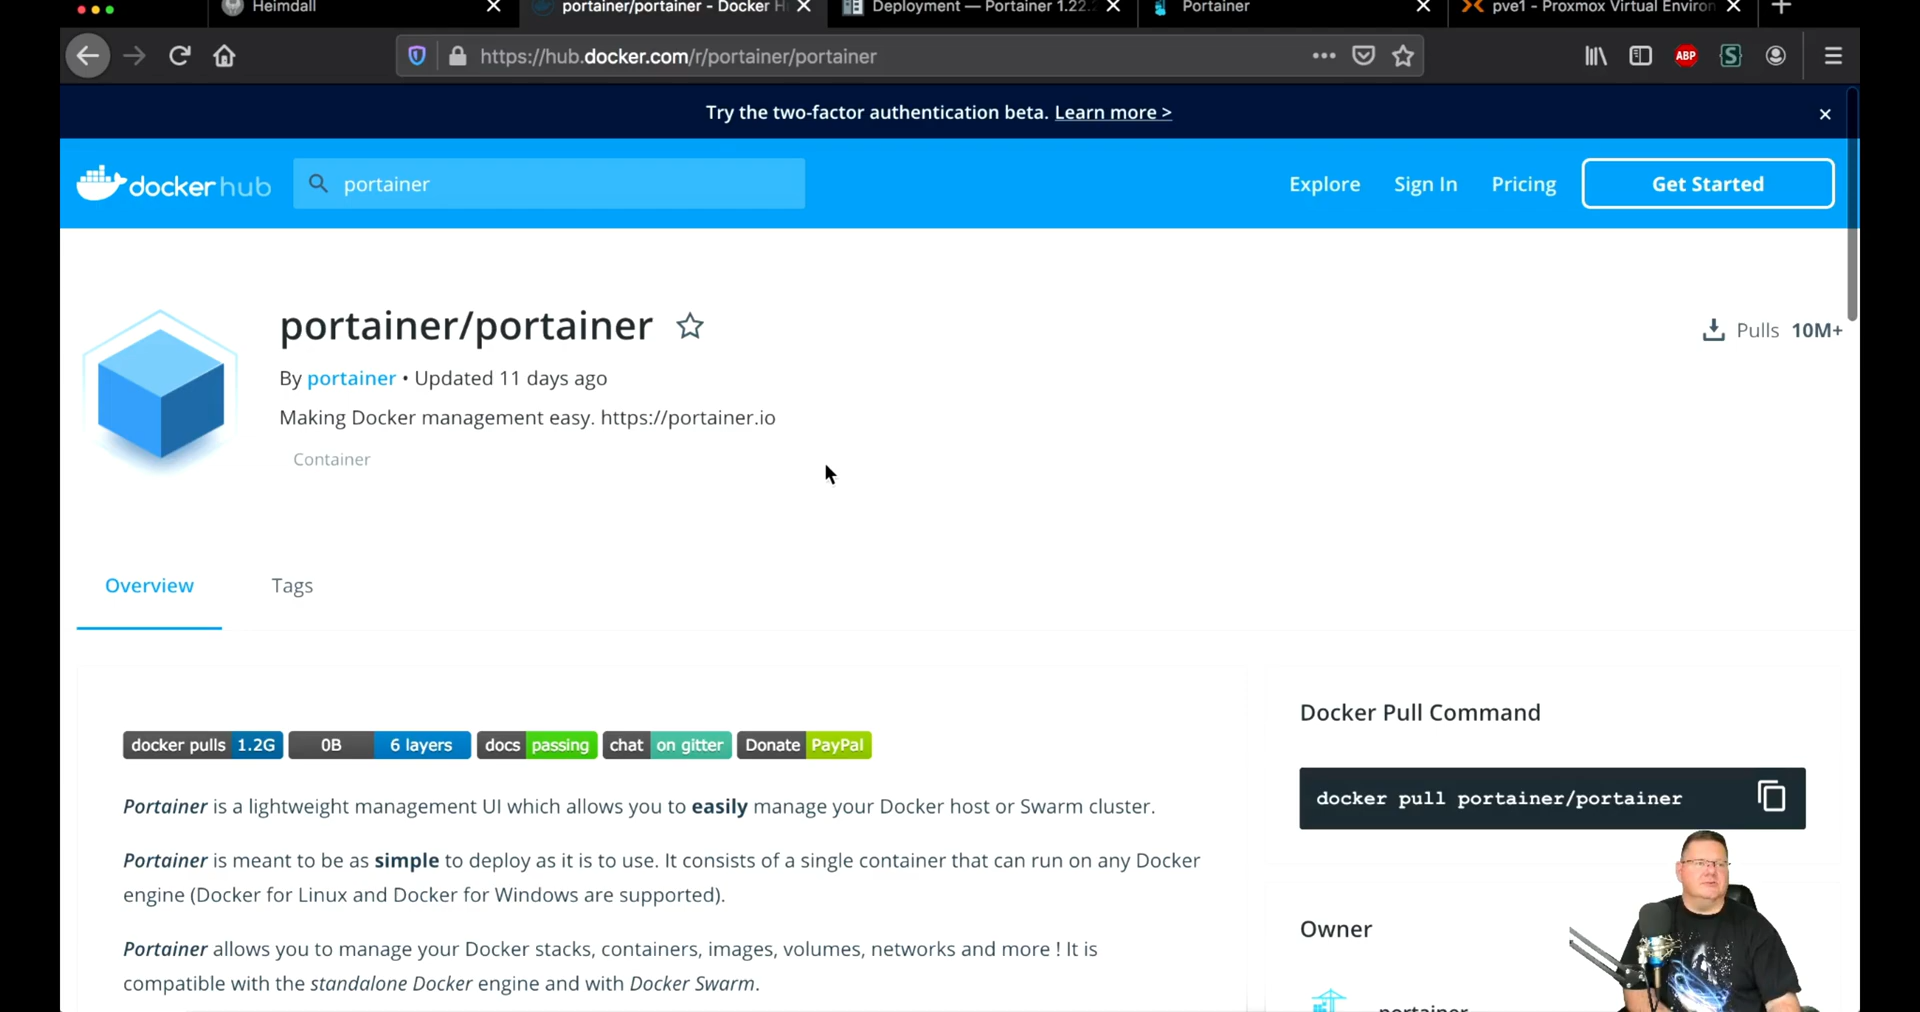 Heimdall
portainer/portainer - Docker H
Deployment — Portainer 1.22.
Portainer
pve1 - Proxmox Virtual Environ
https://hub.docker.com/r/portainer/portainer
ABP
S
Try the two-factor authentication beta. Learn more >
docker hub
portainer
Explore
Sign In
Pricing
Get Started
portainer/portainer
Pulls 10M+
By portainer • Updated 11 days ago
Making Docker management easy. https://portainer.io
Container
Overview
Tags
docker pulls 1.2G
0B 6 layers
docs passing
chat on gitter
Donate PayPal
Portainer is a lightweight management UI which allows you to easily manage your Docker host or Swarm cluster.
Portainer is meant to be as simple to deploy as it is to use. It consists of a single container that can run on any Docker
engine (Docker for Linux and Docker for Windows are supported).
Portainer allows you to manage your Docker stacks, containers, images, volumes, networks and more ! It is
compatible with the standalone Docker engine and with Docker Swarm.
Docker Pull Command
docker pull portainer/portainer
Owner
portainer